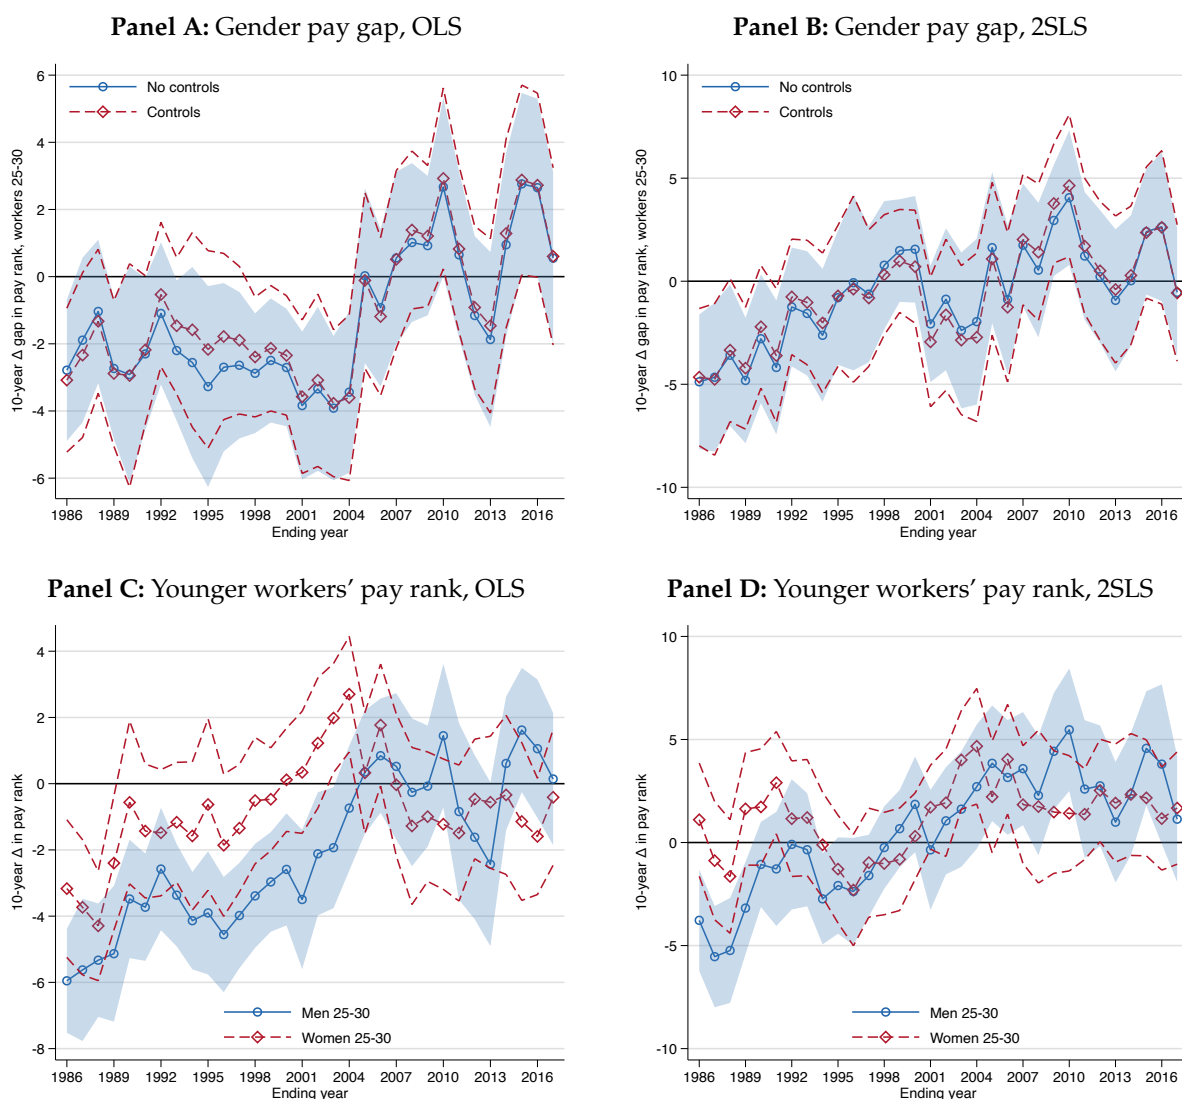 Panel A: Gender pay gap, OLS
10-year Δ gap in pay rank, workers 25-30
6
4
2
0
-2
-4
-6
No controls
Controls
1986 1989 1992 1995 1998 2001 2004 2007 2010 2013 2016
Ending year
Panel B: Gender pay gap, 2SLS
10-year Δ gap in pay rank, workers 25-30
10
5
0
-5
-10
No controls
Controls
1986 1989 1992 1995 1998 2001 2004 2007 2010 2013 2016
Ending year
Panel C: Younger workers’ pay rank, OLS
10-year Δ in pay rank
4
2
0
-2
-4
-6
-8
Men 25-30
Women 25-30
1986 1989 1992 1995 1998 2001 2004 2007 2010 2013 2016
Ending year
Panel D: Younger workers’ pay rank, 2SLS
10-year Δ in pay rank
10
5
0
-5
-10
Men 25-30
Women 25-30
1986 1989 1992 1995 1998 2001 2004 2007 2010 2013 2016
Ending year